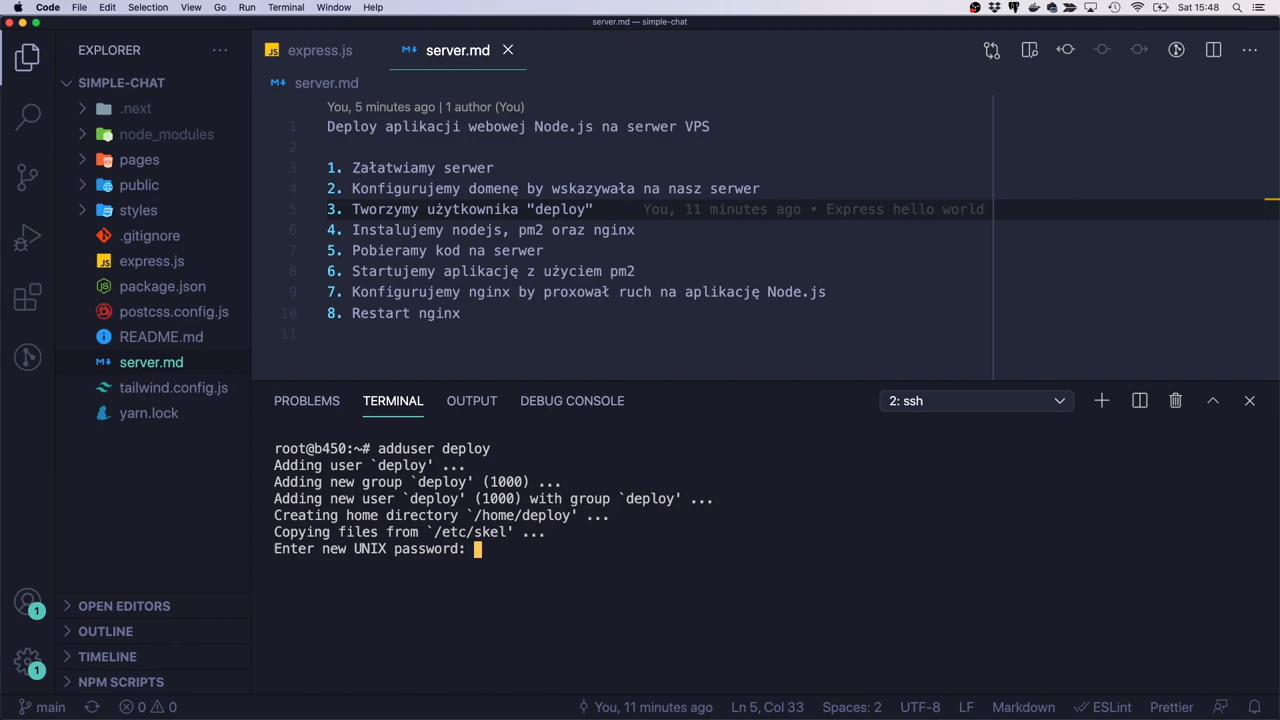 Code File Edit Selection View Go Run Terminal Window Help Sat 15:48
server.md — simple-chat
EXPLORER
express.js
server.md
SIMPLE-CHAT
.next
node_modules
pages
public
styles
.gitignore
express.js
package.json
postcss.config.js
README.md
server.md
tailwind.config.js
yarn.lock
OPEN EDITORS
OUTLINE
TIMELINE
NPM SCRIPTS
1
1
server.md
You, 5 minutes ago | 1 author (You)
1 Deploy aplikacji webowej Node.js na serwer VPS
2
3 1. Załatwiamy serwer
4 2. Konfigurujemy domenę by wskazywała na nasz serwer
5 3. Tworzymy użytkownika "deploy" You, 11 minutes ago • Express hello world
6 4. Instalujemy nodejs, pm2 oraz nginx
7 5. Pobieramy kod na serwer
8 6. Startujemy aplikację z użyciem pm2
9 7. Konfigurujemy nginx by proxował ruch na aplikację Node.js
10 8. Restart nginx
11
PROBLEMS TERMINAL OUTPUT DEBUG CONSOLE 2: ssh
root@b450:~# adduser deploy
Adding user `deploy' ...
Adding new group `deploy' (1000) ...
Adding new user `deploy' (1000) with group `deploy' ...
Creating home directory `/home/deploy' ...
Copying files from `/etc/skel' ...
Enter new UNIX password:
main 0 0 You, 11 minutes ago Ln 5, Col 33 Spaces: 2 UTF-8 LF Markdown ESLint Prettier